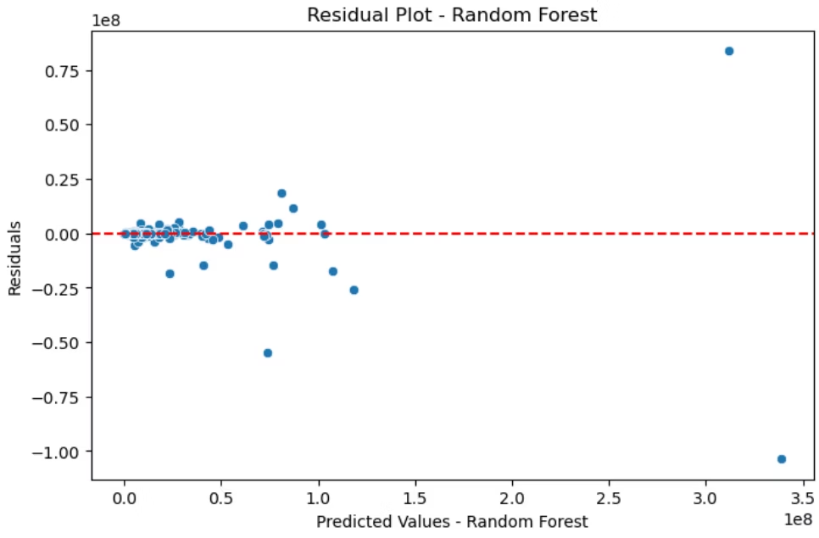 Residual Plot - Random Forest
1e8
0.75
0.50
0.25
0.00
−0.25
−0.50
−0.75
−1.00
Residuals
0.0 0.5 1.0 1.5 2.0 2.5 3.0 3.5
1e8
Predicted Values - Random Forest